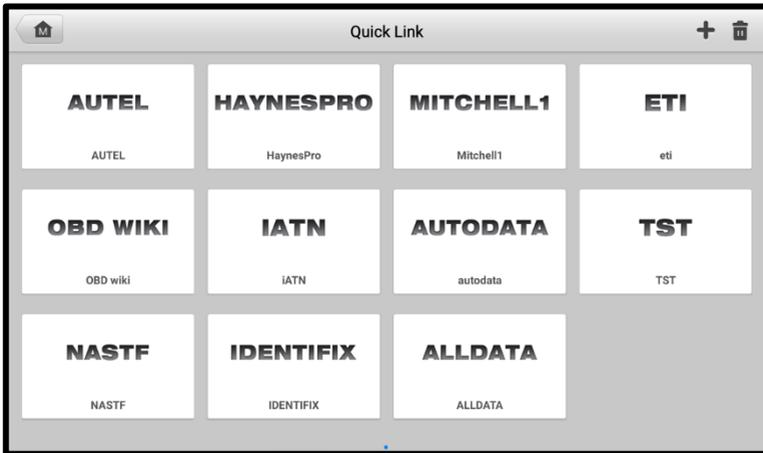 M
Quick Link
AUTEL
HAYNESPRO
MITCHELL1
ETI
AUTEL
HaynesPro
Mitchell1
eti
OBD WIKI
IATN
AUTODATA
TST
OBD wiki
iATN
autodata
TST
NASTF
IDENTIFIX
ALLDATA
NASTF
IDENTIFIX
ALLDATA